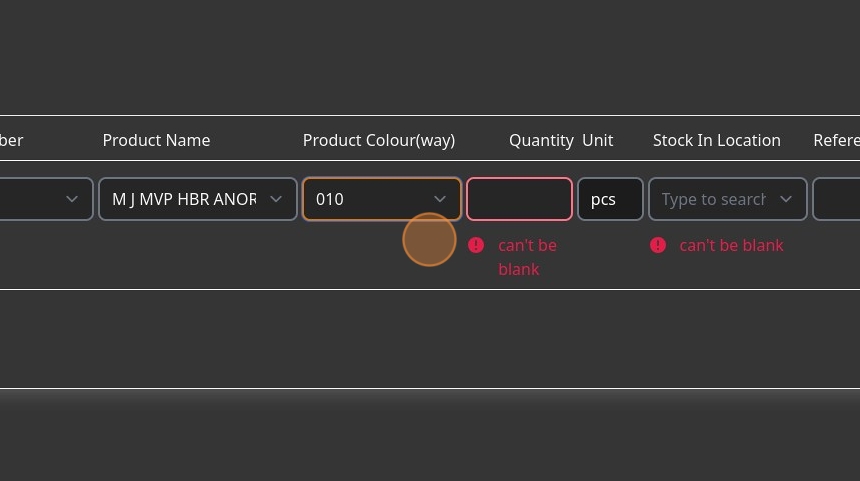 ber Product Name Product Colour(way) Quantity Unit Stock In Location Refere
M J MVP HBR ANOR 010 pcs Type to search
can't be can't be blank
blank